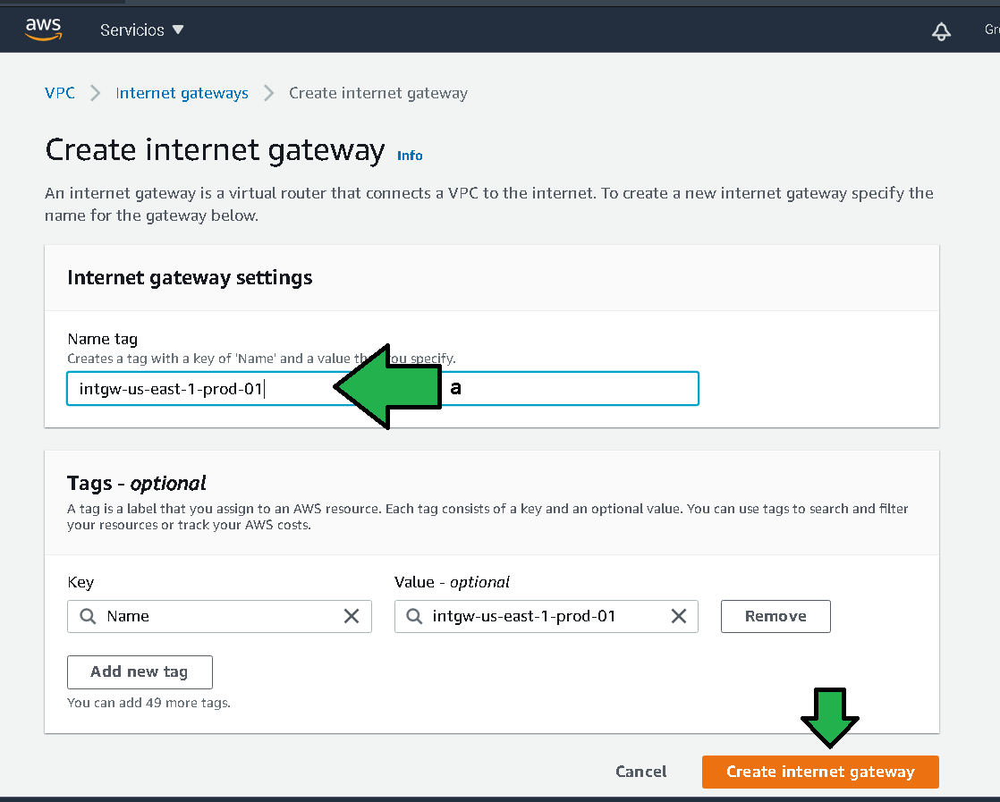 aws Servicios Gr
VPC Internet gateways Create internet gateway
Create internet gateway Info
An internet gateway is a virtual router that connects a VPC to the internet. To create a new internet gateway specify the
name for the gateway below.
Internet gateway settings
Name tag
Creates a tag with a key of 'Name' and a value you specify.
intgw-us-east-1-prod-01 a
Tags - optional
A tag is a label that you assign to an AWS resource. Each tag consists of a key and an optional value. You can use tags to search and filter
your resources or track your AWS costs.
Key Value - optional
Name intgw-us-east-1-prod-01 Remove
Add new tag
You can add 49 more tags.
Cancel Create internet gateway